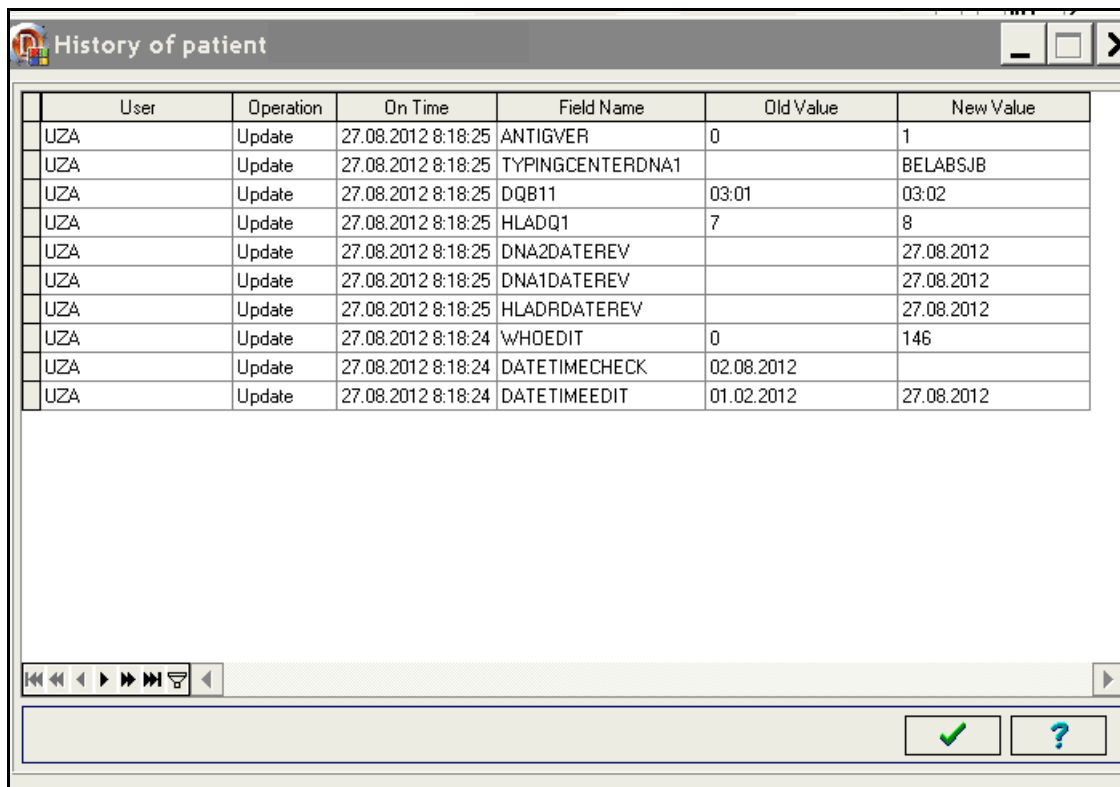 History of patient
User Operation On Time Field Name Old Value New Value
UZA Update 27.08.2012 8:18:25 ANTIGVER 0 1
UZA Update 27.08.2012 8:18:25 TYPINGCENTERDNA1 BELABSJB
UZA Update 27.08.2012 8:18:25 DQB11 03:01 03:02
UZA Update 27.08.2012 8:18:25 HLADQ1 7 8
UZA Update 27.08.2012 8:18:25 DNA2DATEREV 27.08.2012
UZA Update 27.08.2012 8:18:25 DNA1DATEREV 27.08.2012
UZA Update 27.08.2012 8:18:25 HLADRDATEREV 27.08.2012
UZA Update 27.08.2012 8:18:24 WHOEDIT 0 146
UZA Update 27.08.2012 8:18:24 DATETIMECHECK 02.08.2012
UZA Update 27.08.2012 8:18:24 DATETIMEEDIT 01.02.2012 27.08.2012
?